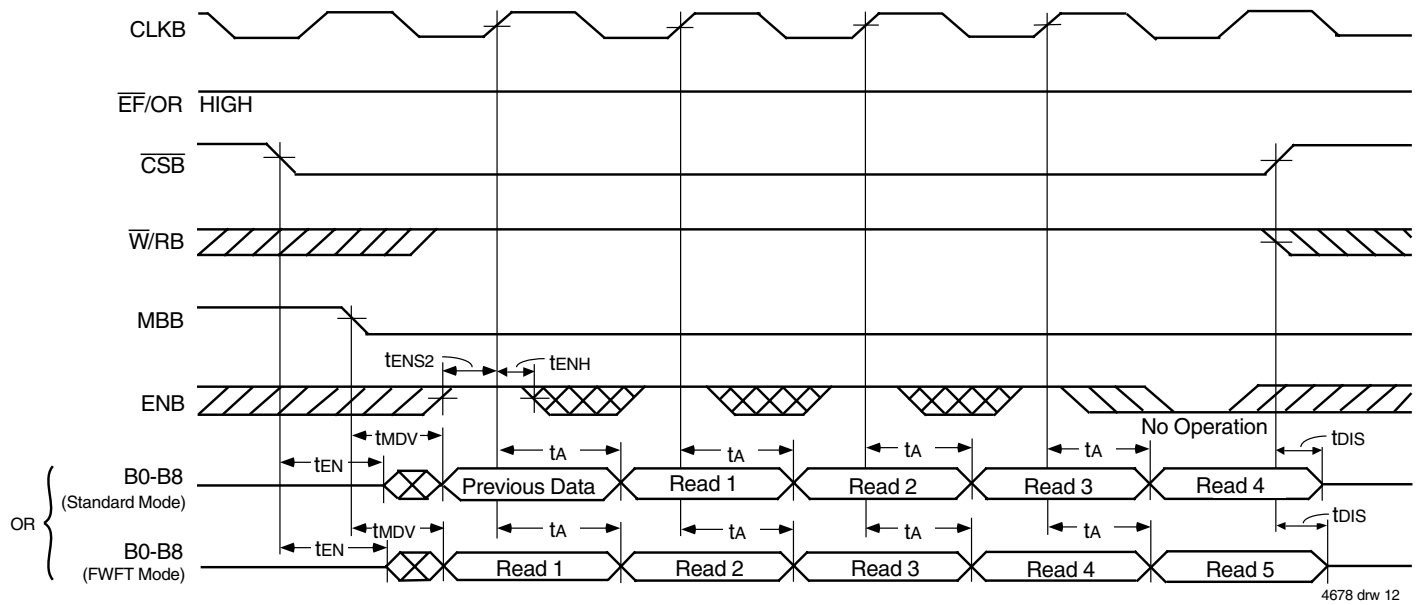 CLKB
E̅F̅/OR HIGH
C̅S̅B̅
W̅/RB
MBB
tENS2 tENH
ENB
No Operation
tMDV tEN tA tA tA tA tDIS
B0-B8 Previous Data Read 1 Read 2 Read 3 Read 4
(Standard Mode)
OR
tMDV tEN tA tA tA tA tDIS
B0-B8 Read 1 Read 2 Read 3 Read 4 Read 5
(FWFT Mode)
4678 drw 12